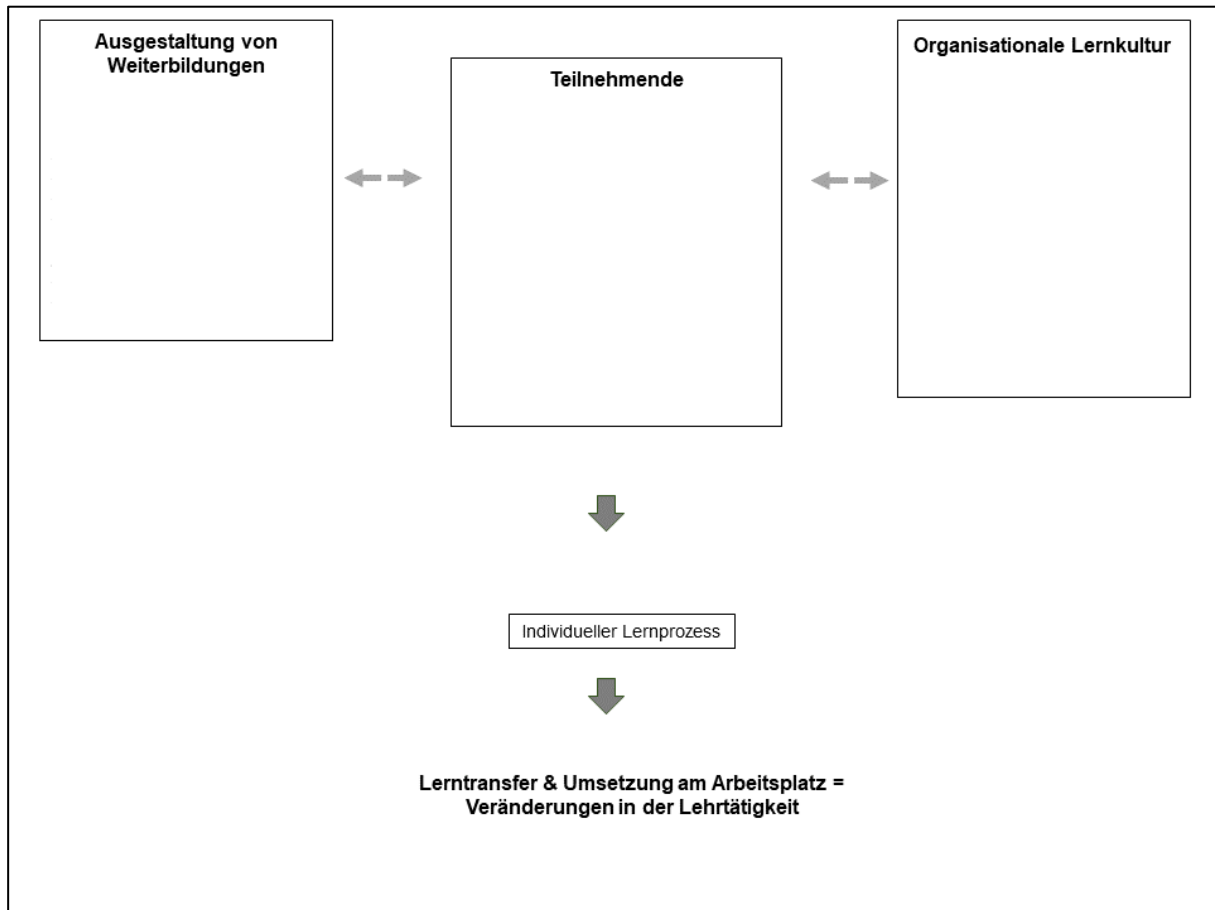 Ausgestaltung von
Weiterbildungen
Teilnehmende
Organisationale Lernkultur
Individueller Lernprozess
Lerntransfer & Umsetzung am Arbeitsplatz =
Veränderungen in der Lehrtätigkeit